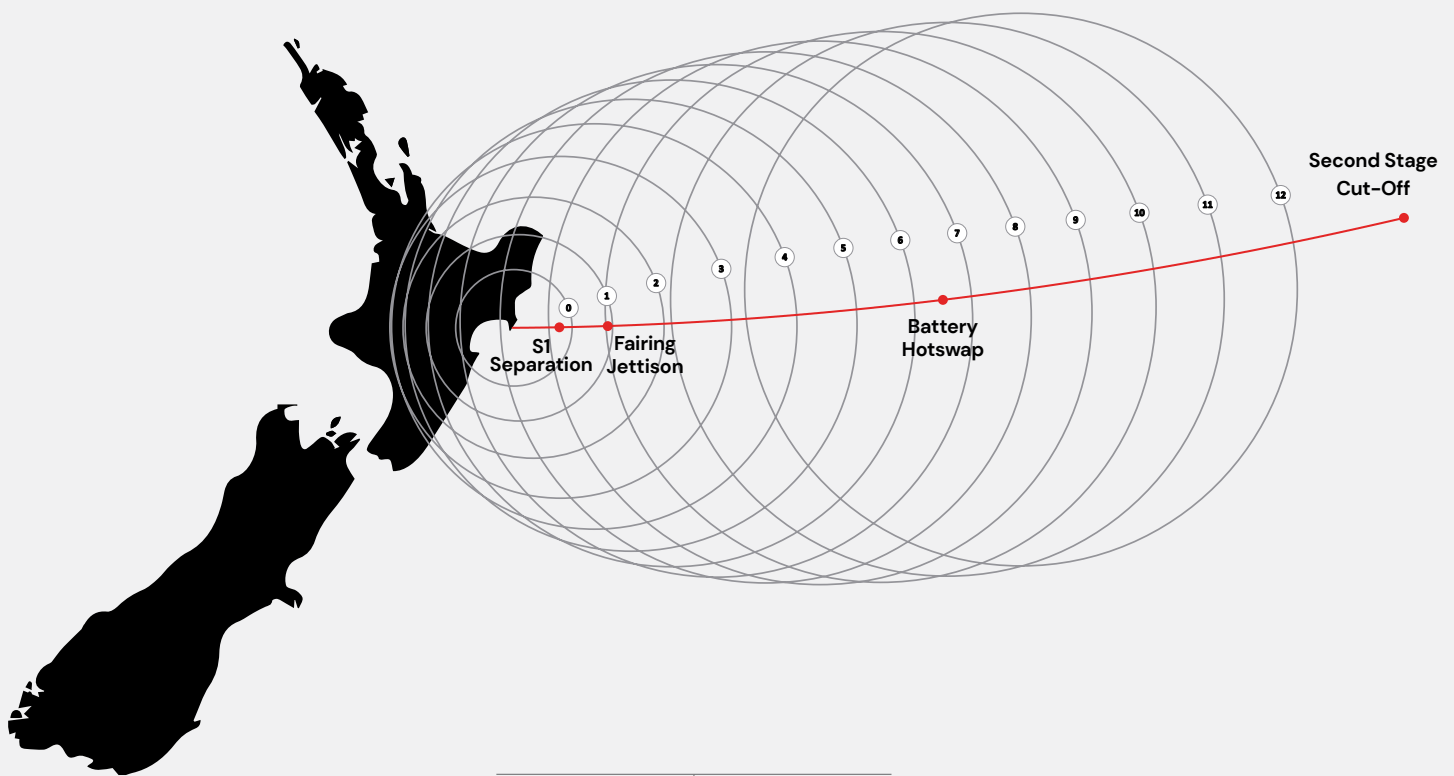 Second Stage
Cut-Off
12
11
10
9
8
7
6
5
4
3
2
1
0
S1
Separation
Fairing
Jettison
Battery
Hotswap